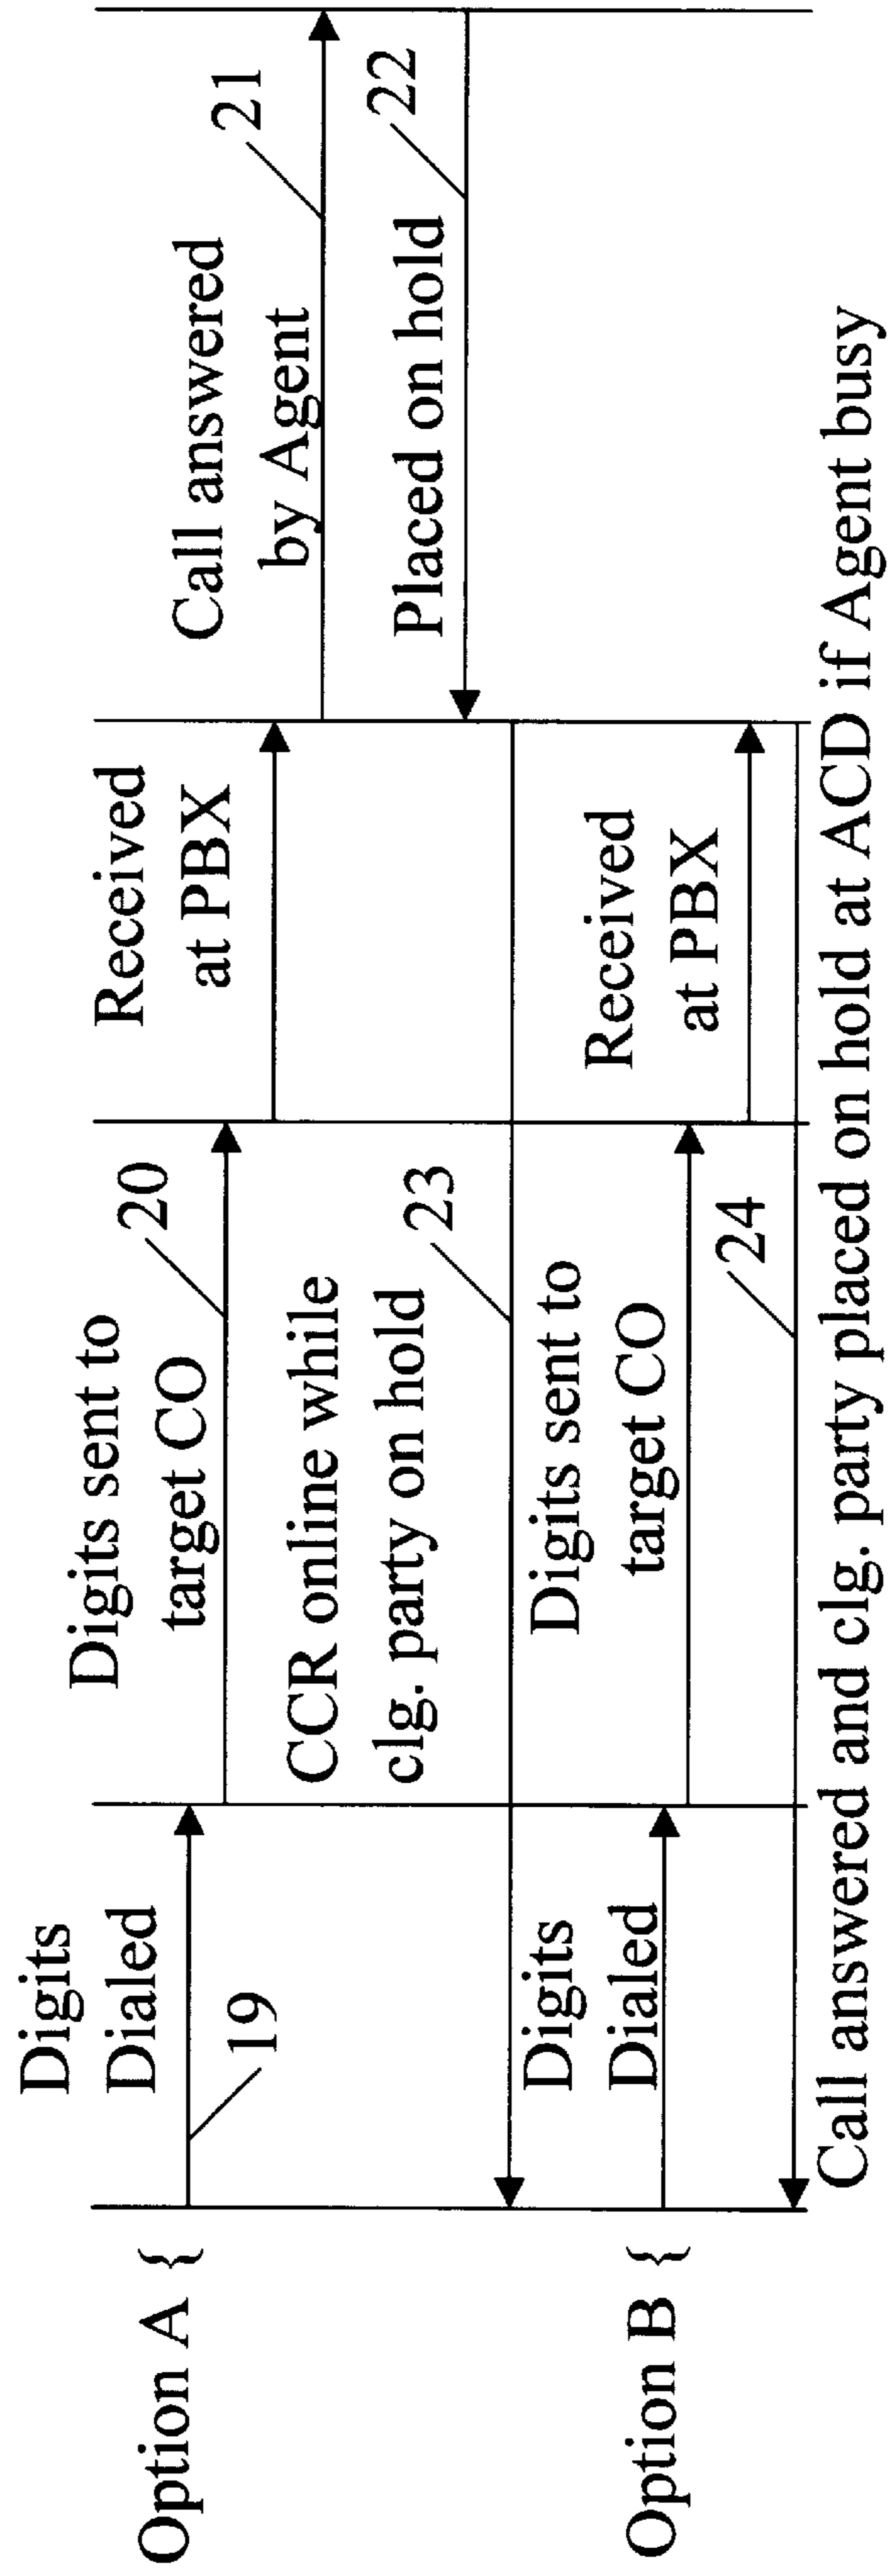 Option A {
Digits
Dialed
19
Digits sent to
target CO
20
Received
at PBX
Call answered
by Agent
21
Placed on hold
22
CCR online while
clg. party on hold
23
Option B {
Digits
Dialed
Digits sent to
target CO
Received
at PBX
24
Call answered and clg. party placed on hold at ACD if Agent busy